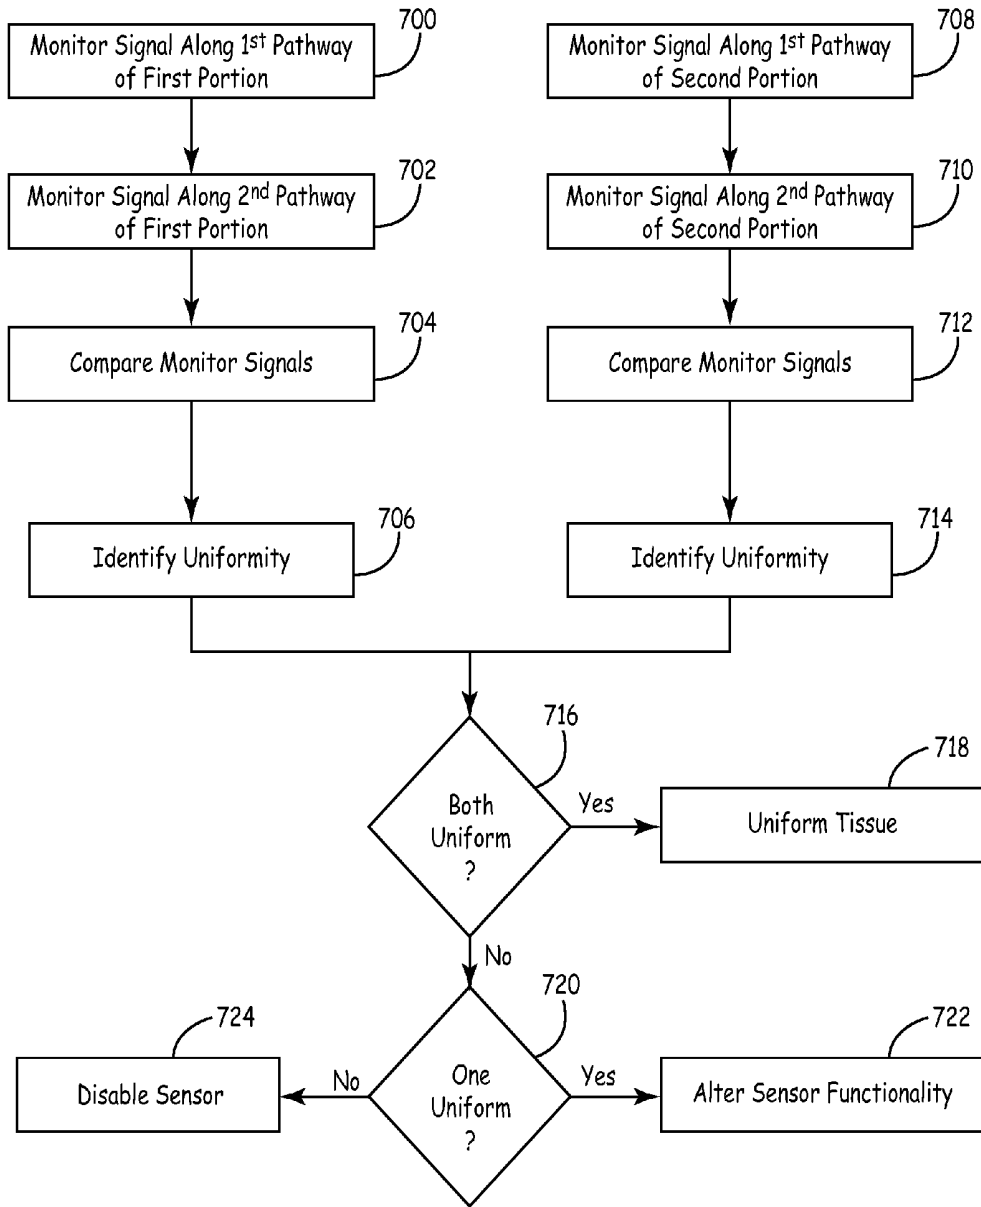 Monitor Signal Along 1st Pathway
of First Portion
700
Monitor Signal Along 2nd Pathway
of First Portion
702
Compare Monitor Signals
704
Identify Uniformity
706
Monitor Signal Along 1st Pathway
of Second Portion
708
Monitor Signal Along 2nd Pathway
of Second Portion
710
Compare Monitor Signals
712
Identify Uniformity
714
Both
Uniform
?
716
Yes
Uniform Tissue
718
No
One
Uniform
?
720
Yes
Alter Sensor Functionality
722
No
Disable Sensor
724